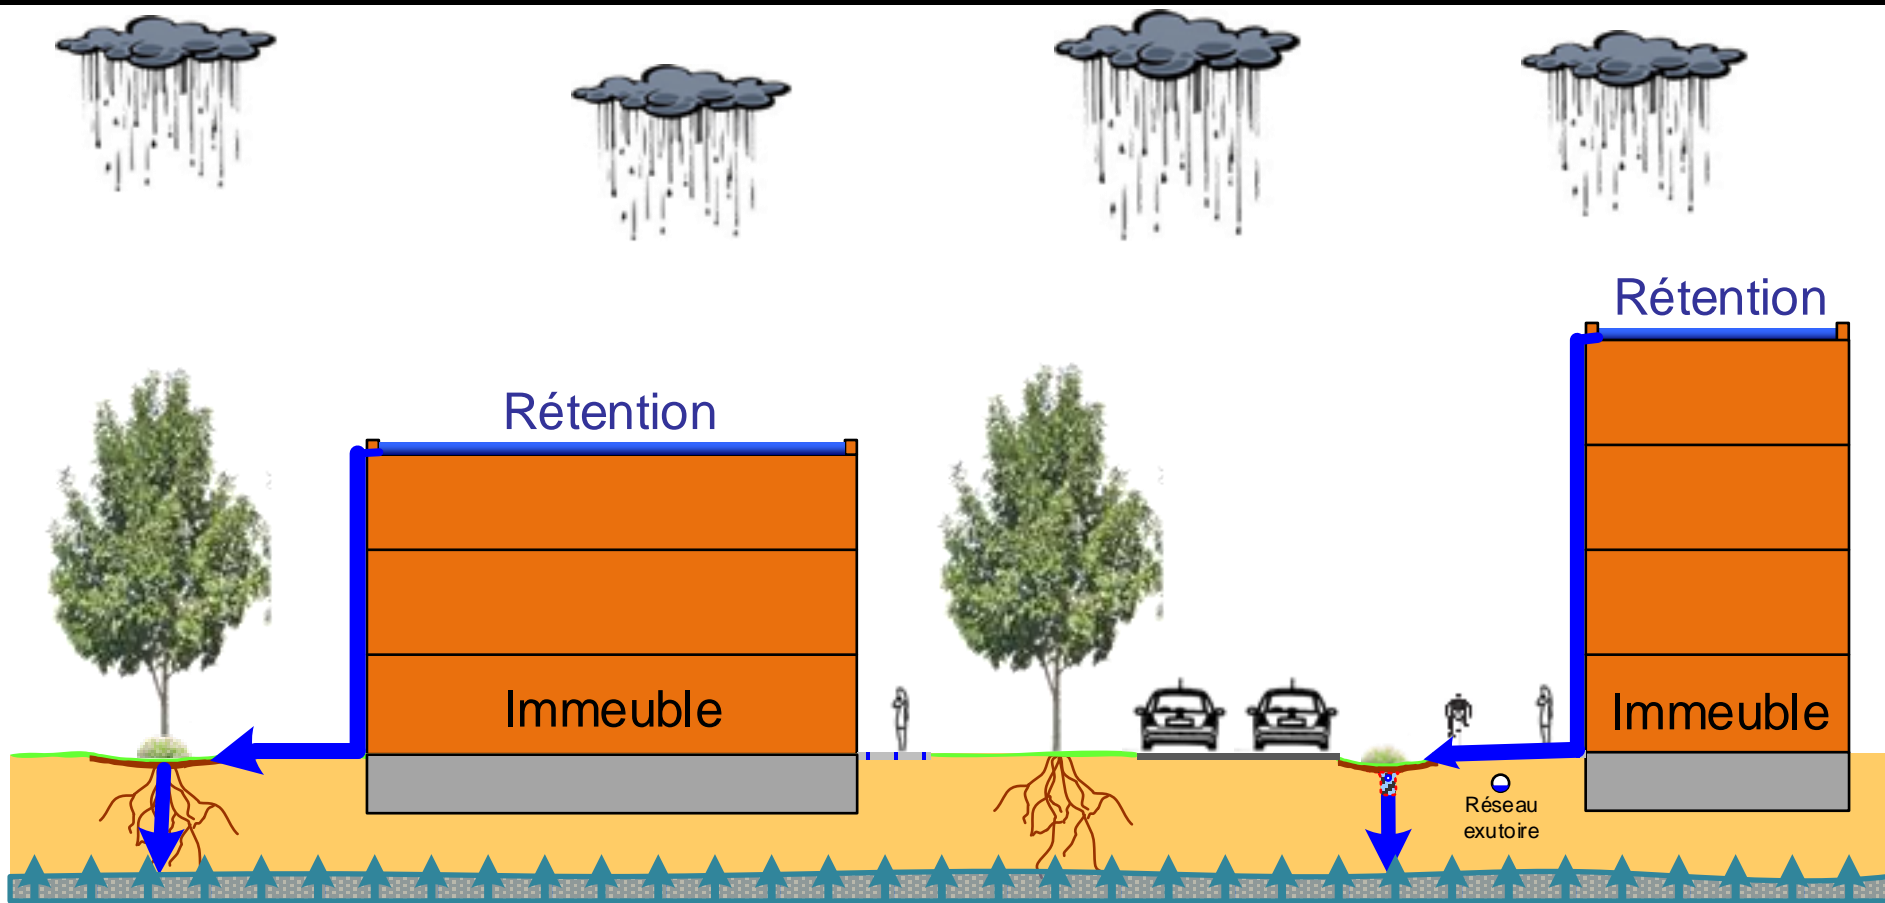 Rétention
Rétention
Immeuble
Immeuble
Réseau
exutoire